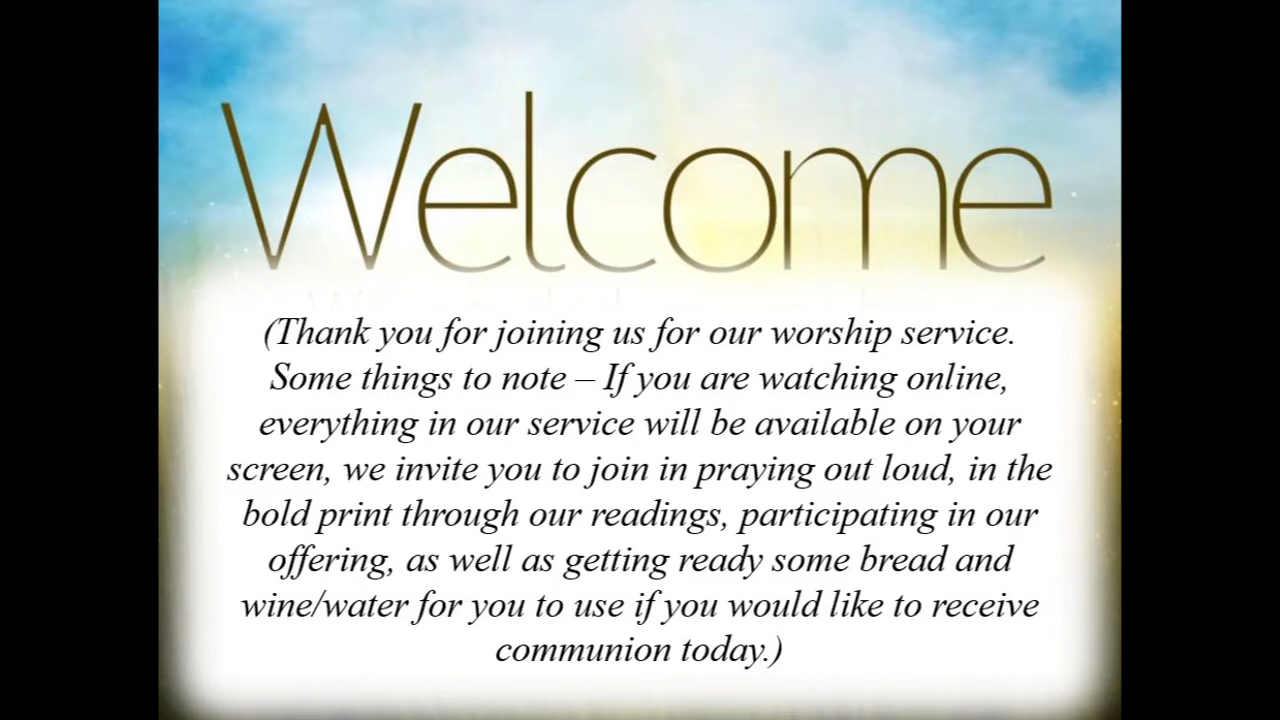 Welcome
(Thank you for joining us for our worship service.
Some things to note – If you are watching online,
everything in our service will be available on your
screen, we invite you to join in praying out loud, in the
bold print through our readings, participating in our
offering, as well as getting ready some bread and
wine/water for you to use if you would like to receive
communion today.)